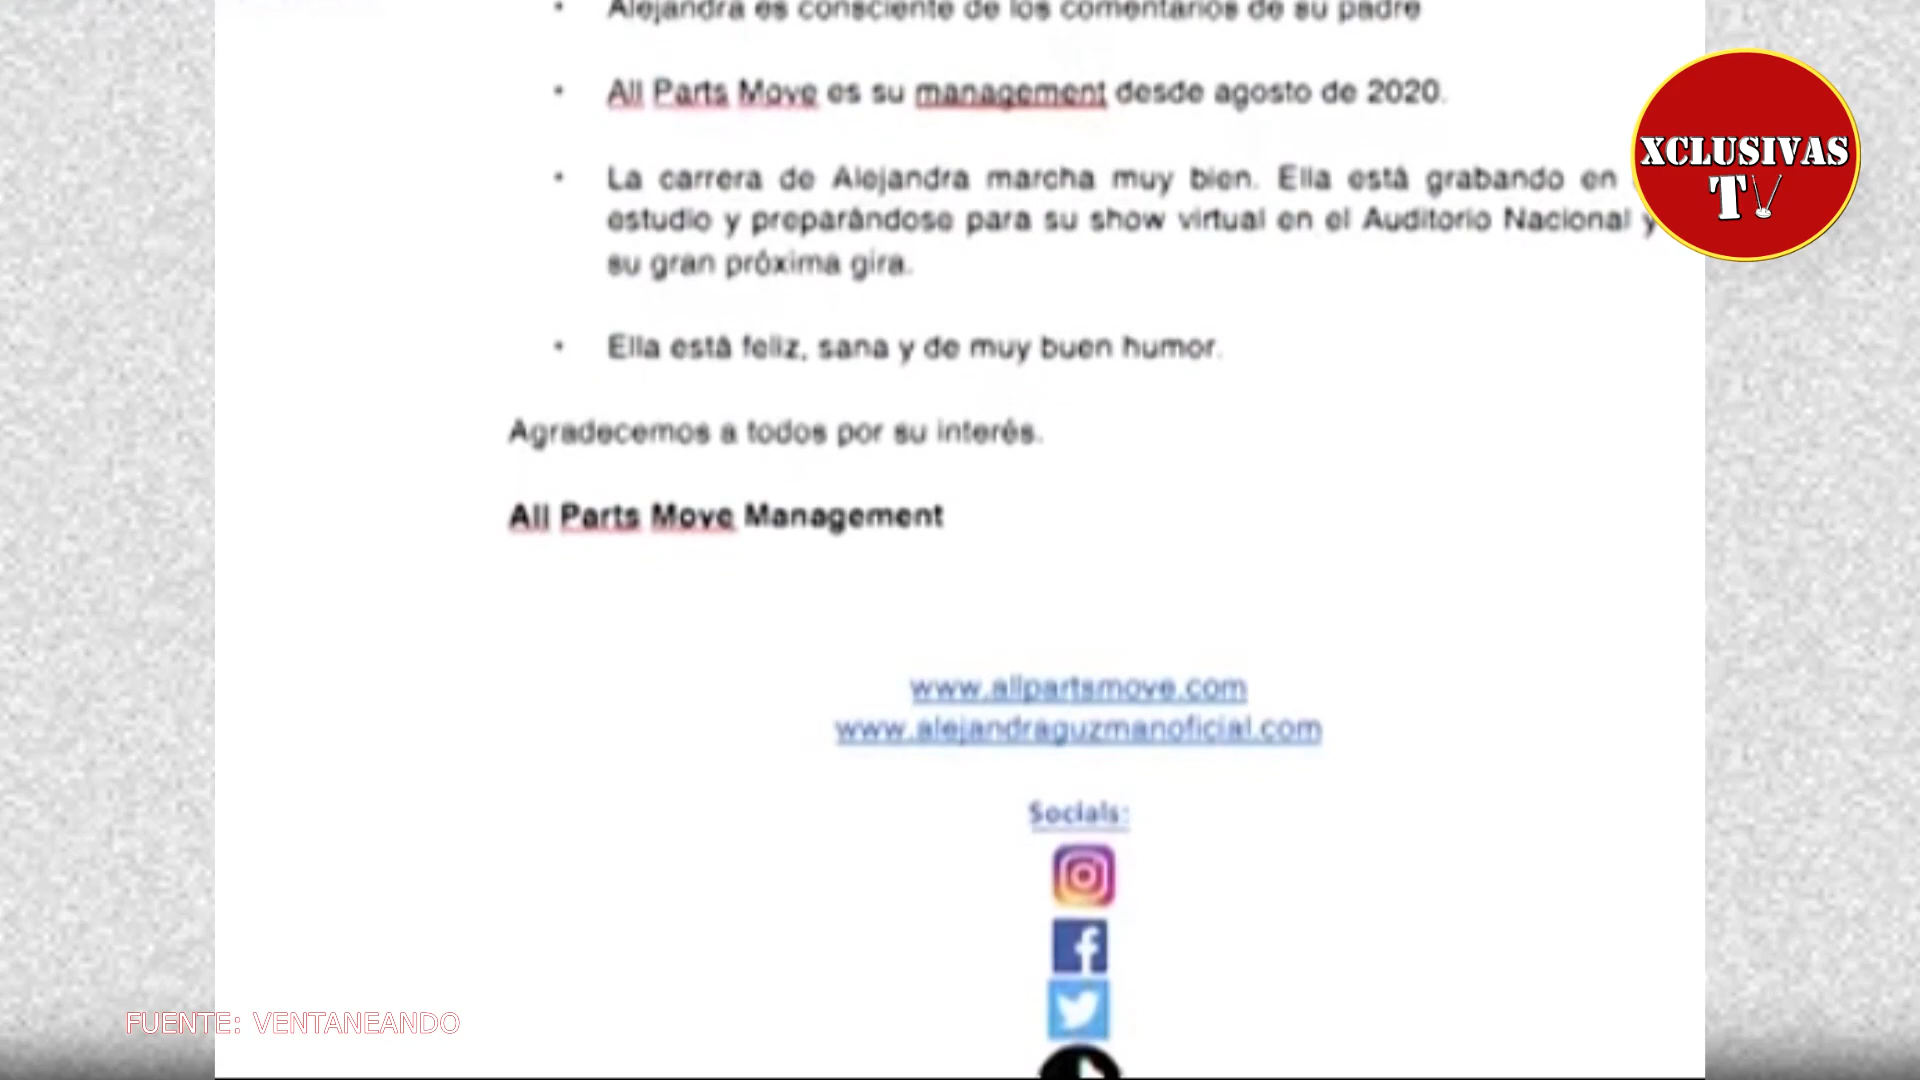 Alejandra es consciente de los comentarios de su padre
All Parts Move es su management desde agosto de 2020.
La carrera de Alejandra marcha muy bien. Ella está grabando en
estudio y preparándose para su show virtual en el Auditorio Nacional y
su gran próxima gira.
Ella está feliz, sana y de muy buen humor.
Agradecemos a todos por su interés.
All Parts Move Management
www.allpartsmove.com
www.alejandraguzmanoficial.com
Socials:
XCLUSIVAS
TV
FUENTE: VENTANEANDO